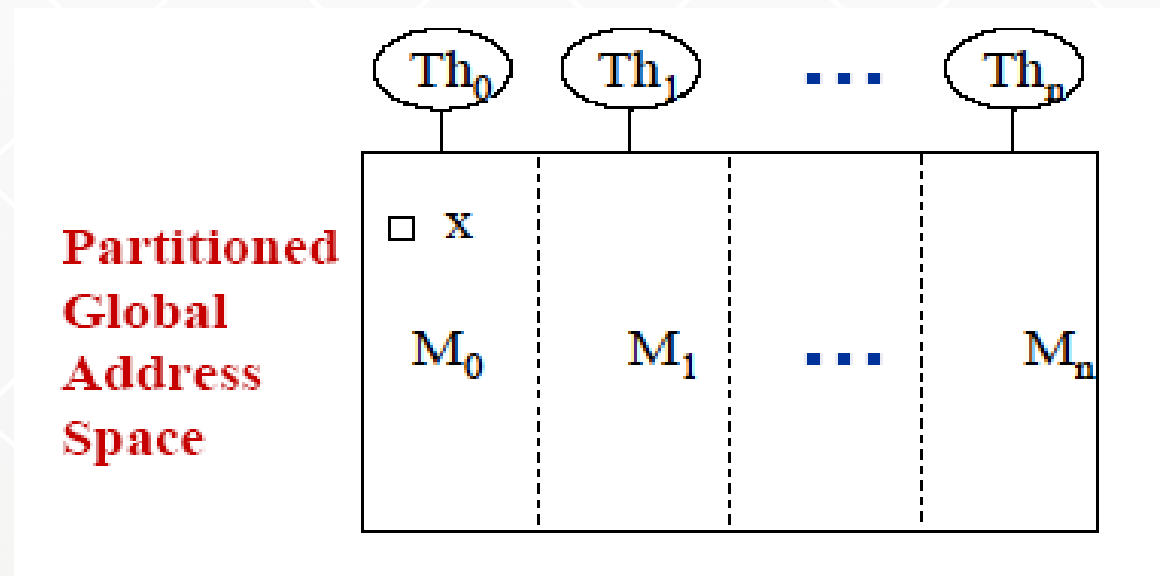 Th₀ Th₁ ... Thₙ
x
Partitioned
Global
Address
Space
M₀ M₁ ... Mₙ